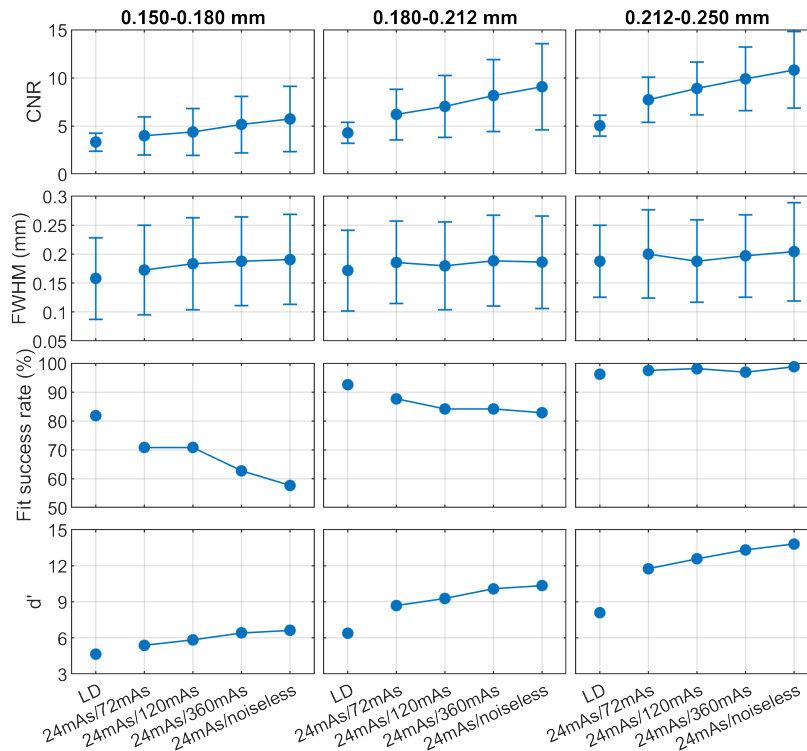 0.150-0.180 mm 0.180-0.212 mm 0.212-0.250 mm
CNR
15
10
5
0
FWHM (mm)
0.3
0.25
0.2
0.15
0.1
0.05
Fit success rate (%)
100
90
80
70
60
50
d'
15
12
9
6
3
LD 24mAs/72mAs 24mAs/120mAs 24mAs/360mAs 24mAs/noiseless
LD 24mAs/72mAs 24mAs/120mAs 24mAs/360mAs 24mAs/noiseless
LD 24mAs/72mAs 24mAs/120mAs 24mAs/360mAs 24mAs/noiseless